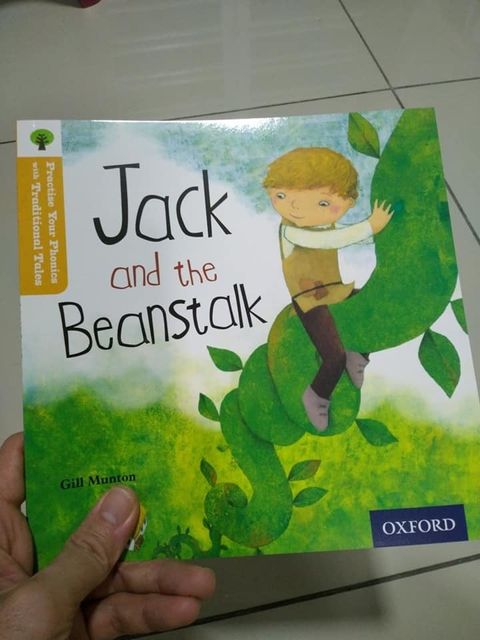 Practise Your Phonics
with Traditional Tales
Jack
and the
Beanstalk
Gill Munton
OXFORD